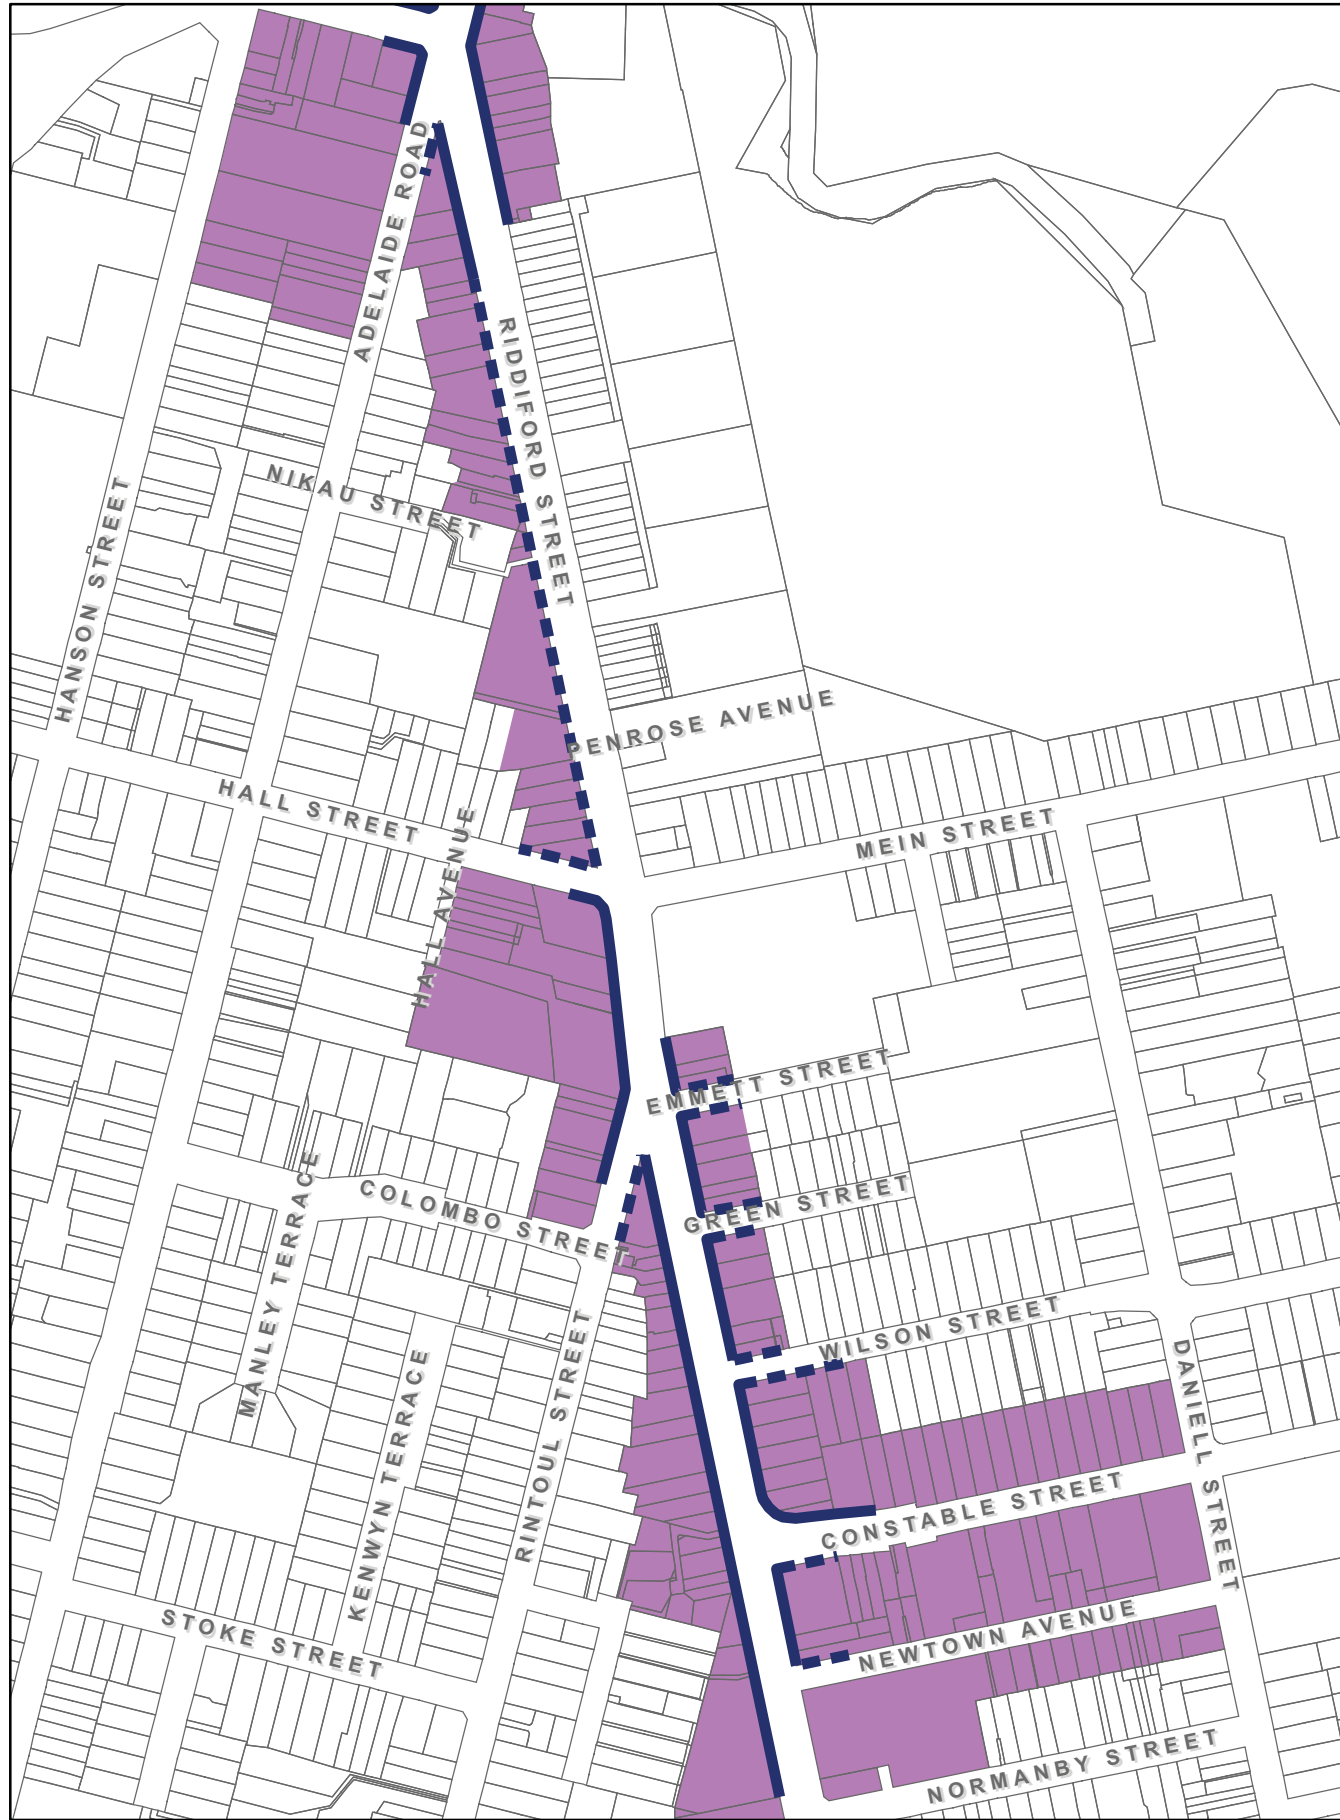 ADELAIDE ROAD
RIDDIFORD STREET
NIKAU STREET
HANSON STREET
PENROSE AVENUE
HALL STREET
MEIN STREET
HALL AVENUE
EMMETT STREET
COLOMBO STREET
GREEN STREET
MANLEY TERRACE
WILSON STREET
KENWYN TERRACE
RINTOUL STREET
DANIELL STREET
CONSTABLE STREET
STOKE STREET
NEWTOWN AVENUE
NORMANBY STREET